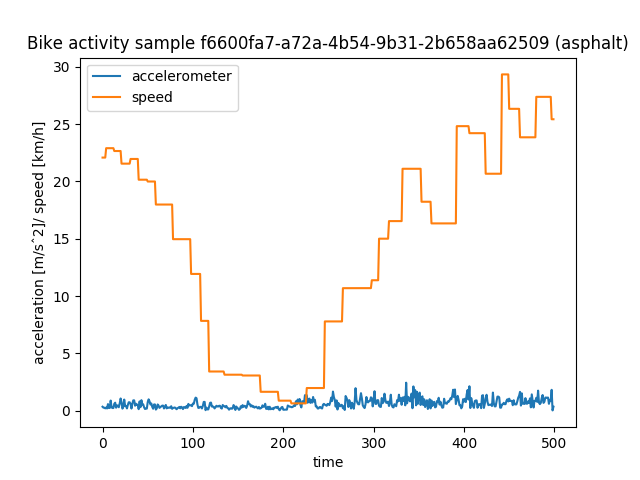 Bike activity sample f6600fa7-a72a-4b54-9b31-2b658aa62509 (asphalt)
accelerometer
speed
acceleration [m/s^2]/ speed [km/h]
30
25
20
15
10
5
0
0 100 200 300 400 500
time